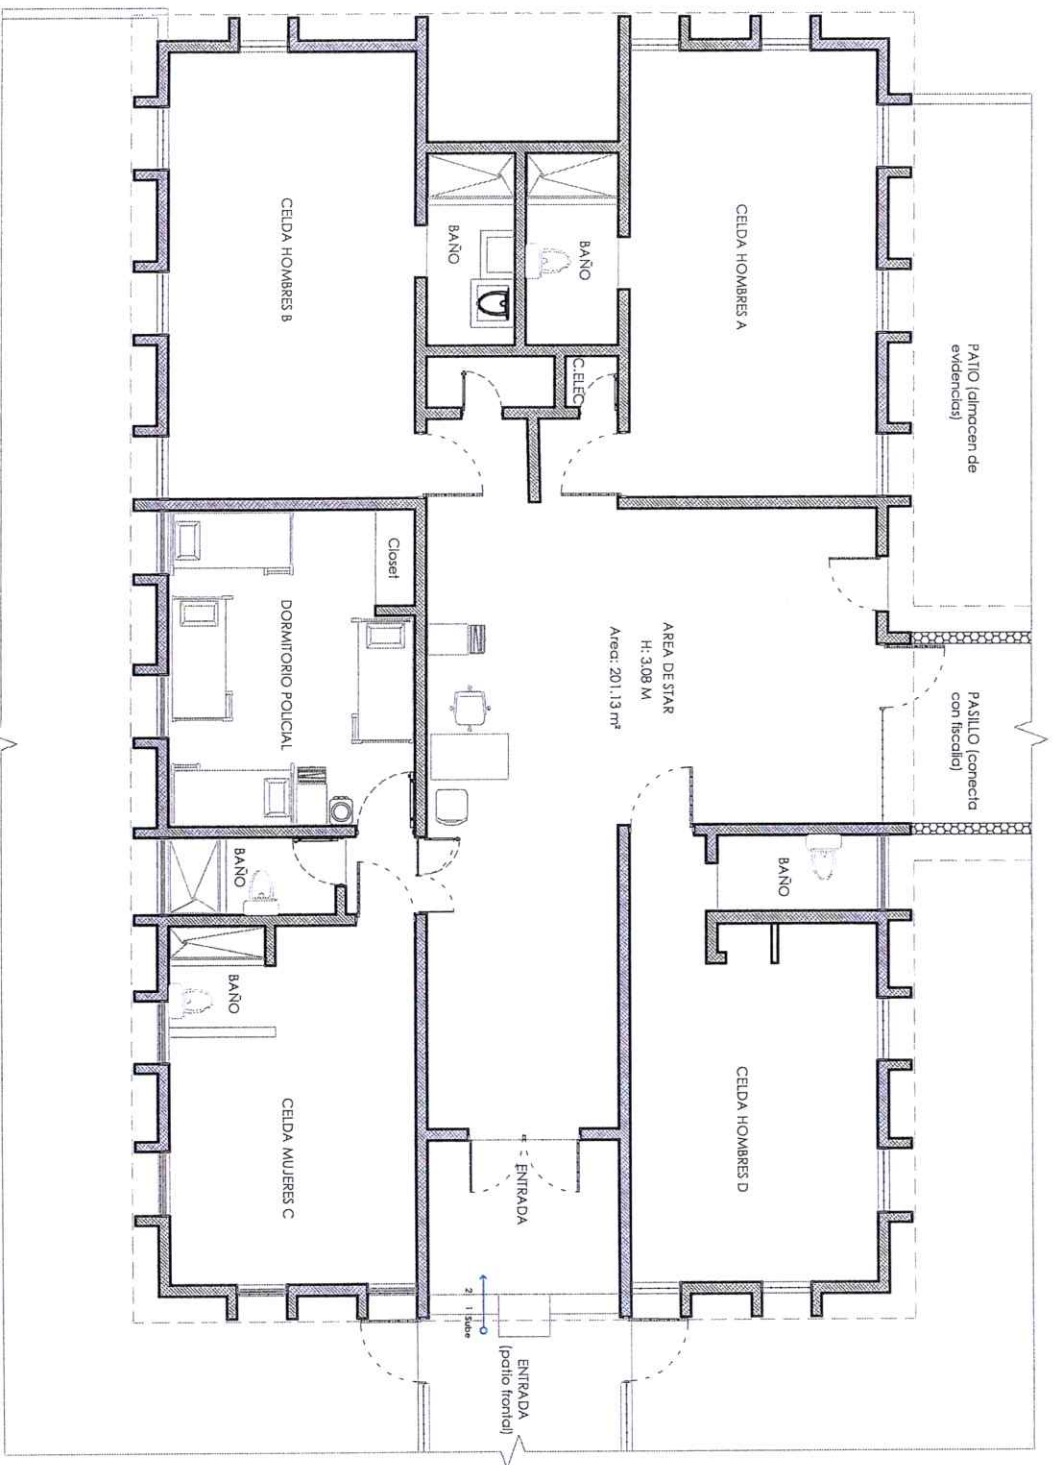 PATIO (almacen de
evidencias)
PASILLO (conecta
con fiscalia)
CELDA HOMBRES A
BAÑO
CELDA HOMBRES D
AREA DE STAR
H: 3.08 M
Area: 201.13 m²
BAÑO
C.ELEC
BAÑO
ENTRADA
ENTRADA
(patio frontal)
2 1 Sube
CELDA HOMBRES B
Closet
DORMITORIO POLICIAL
BAÑO
BAÑO
CELDA MUJERES C